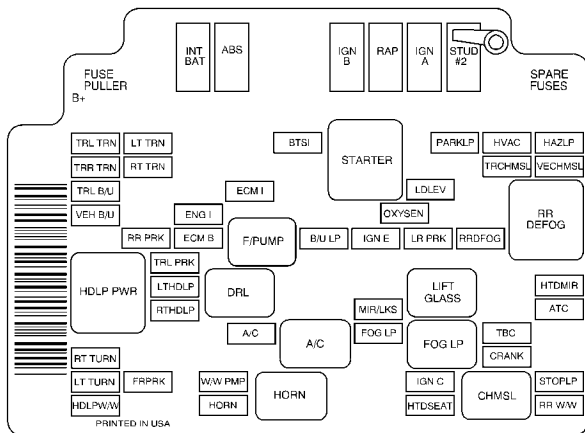 INT
BAT
ABS
IGN
B
RAP
IGN
A
STUD
#2
FUSE
PULLER
B+
SPARE
FUSES
TRL TRN
LT TRN
BTSI
STARTER
PARKLP
HVAC
HAZLP
TRR TRN
RT TRN
TRCHMSL
VECHMSL
TRL B/U
ECM I
LDLEV
RR
DEFOG
VEH B/U
ENG I
OXYSEN
RR PRK
ECM B
F/PUMP
B/U LP
IGN E
LR PRK
RRDFOG
TRL PRK
HDLP PWR
LTHDLP
DRL
LIFT
GLASS
HTDMIR
RTHDLP
MIR/LKS
ATC
A/C
A/C
FOG LP
FOG LP
TBC
CRANK
RT TURN
LT TURN
FRPRK
W/W PMP
HORN
IGN C
CHMSL
STOPLP
HDLPW/W
HORN
HTDSEAT
RR W/W
PRINTED IN USA